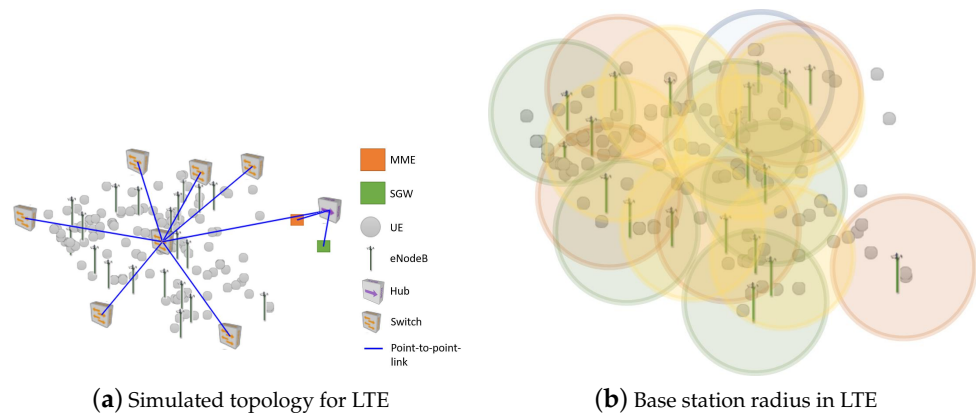 MME
SGW
UE
eNodeB
Hub
Switch
Point-to-point-
link
(a) Simulated topology for LTE
(b) Base station radius in LTE